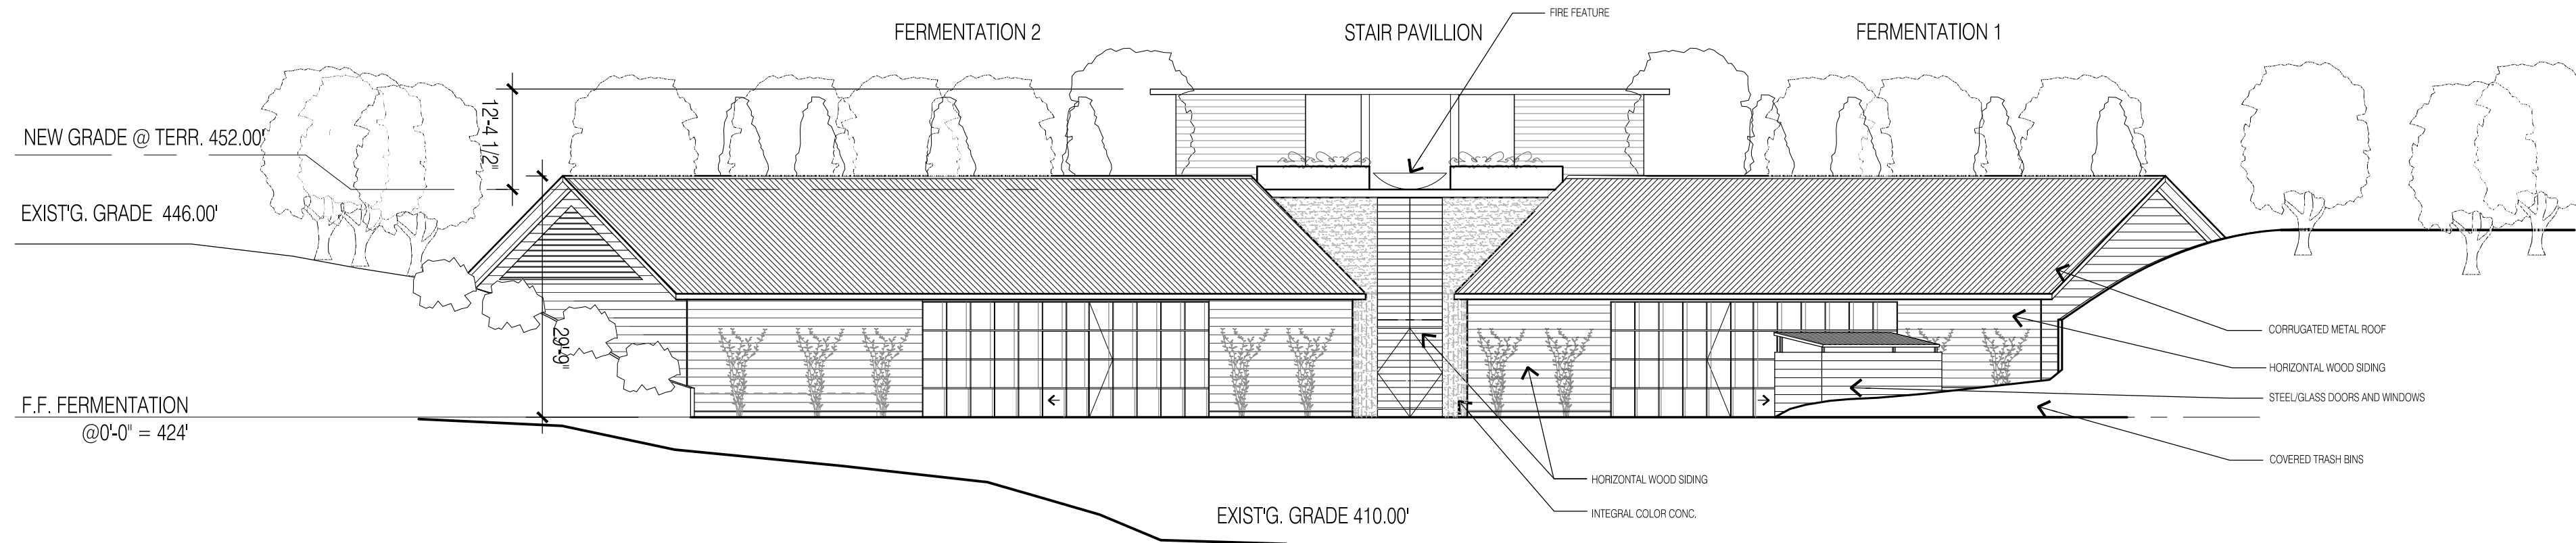 FIRE FEATURE
FERMENTATION 2
STAIR PAVILLION
FERMENTATION 1
12'-4 1/2"
NEW GRADE @ TERR. 452.00'
EXIST'G. GRADE 446.00'
29'-9"
CORRUGATED METAL ROOF
HORIZONTAL WOOD SIDING
STEEL/GLASS DOORS AND WINDOWS
F.F. FERMENTATION
@0'-0" = 424'
COVERED TRASH BINS
HORIZONTAL WOOD SIDING
INTEGRAL COLOR CONC.
EXIST'G. GRADE 410.00'